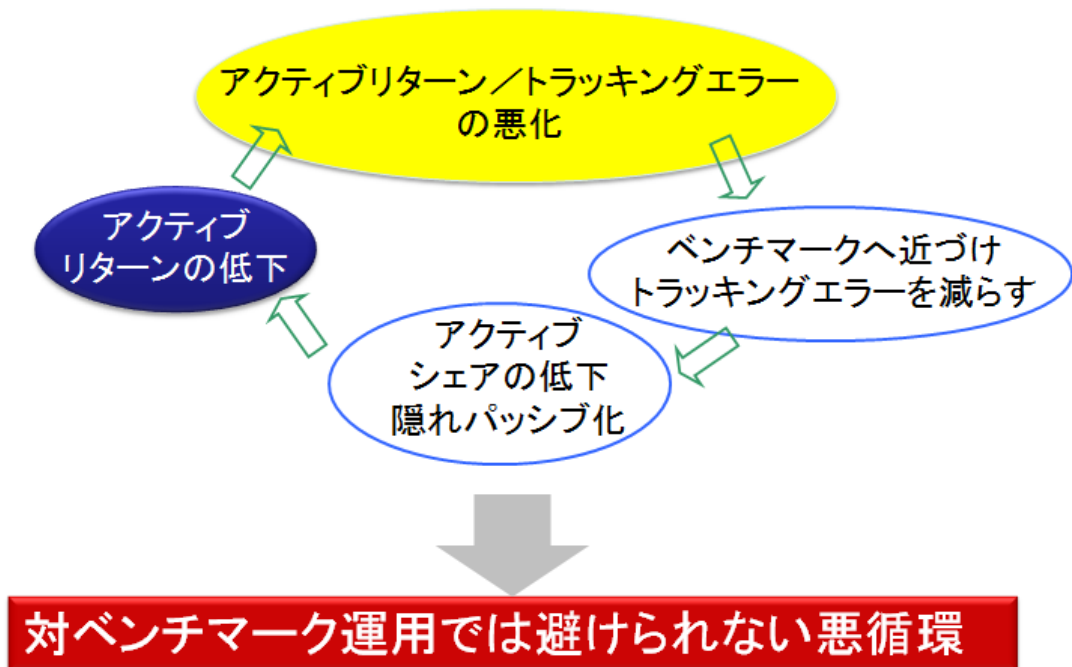 アクティブリターン／トラッキングエラー
の悪化
アクティブ
リターンの低下
ベンチマークへ近づけ
トラッキングエラーを減らす
アクティブ
シェアの低下
隠れパッシブ化
対ベンチマーク運用では避けられない悪循環